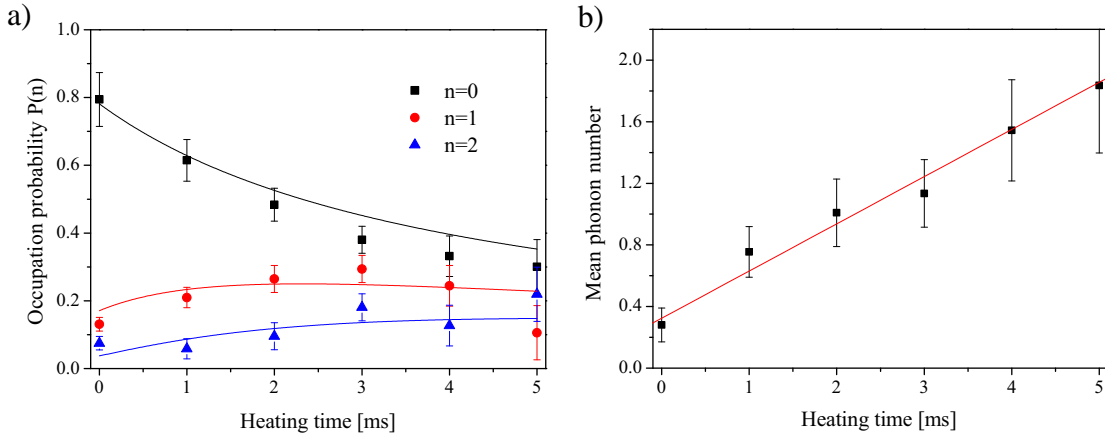 a)
Occupation probability P(n)
1.0
0.8
0.6
0.4
0.2
0.0
n=0
n=1
n=2
0 1 2 3 4 5
Heating time [ms]
b)
Mean phonon number
2.0
1.6
1.2
0.8
0.4
0.0
0 1 2 3 4 5
Heating time [ms]